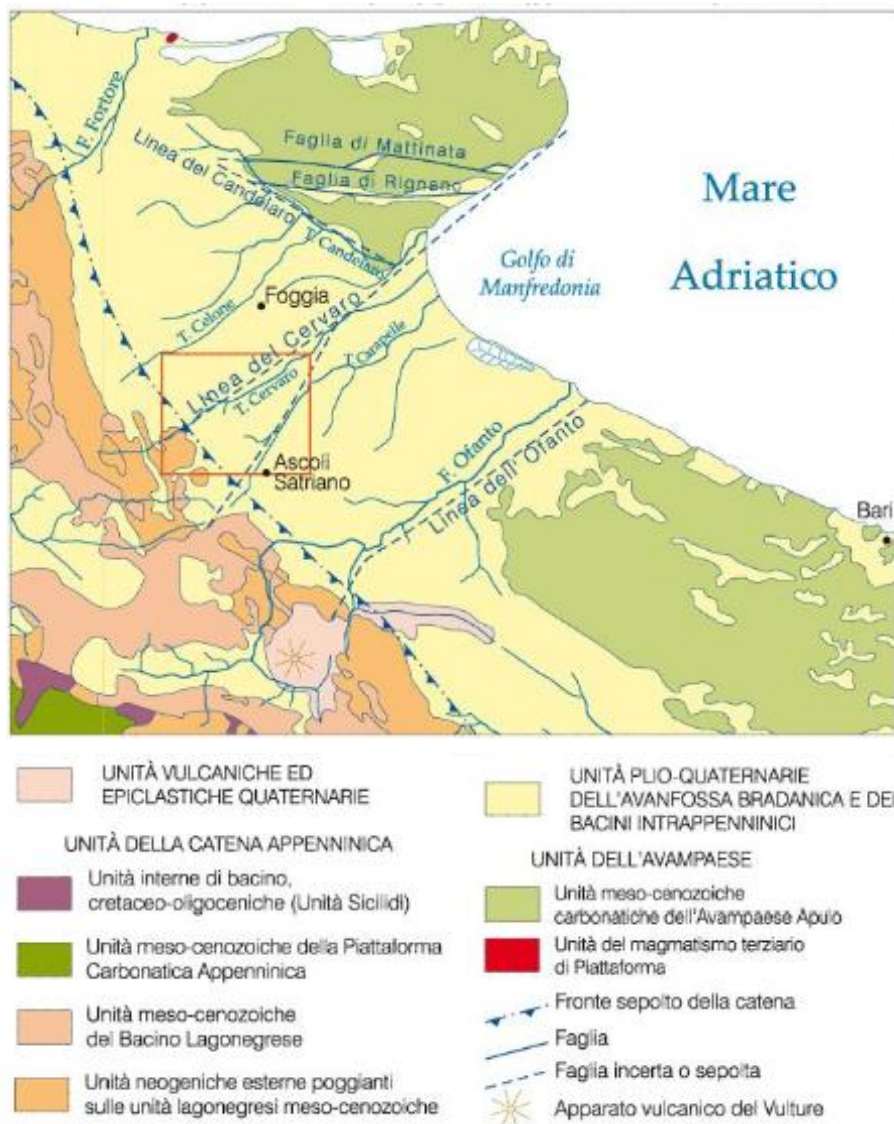 F. Fortore
Linea del Candelaro
Faglia di Mattinata
Faglia di Rignano
T. Candelaro
Mare
Adriatico
Golfo di
Manfredonia
Foggia
T. Celone
Linea del Cervaro
T. Cervaro
T. Carapelle
Ascoli
Satriano
F. Ofanto
Linea dell' Ofanto
Bari
UNITÀ VULCANICHE ED
EPICLASTICHE QUATERNARIE
UNITÀ DELLA CATENA APPENNINICA
Unità interne di bacino,
cretaceo-oligoceniche (Unità Sicilidi)
Unità meso-cenozoiche della Piattaforma
Carbonatica Appenninica
Unità meso-cenozoiche
del Bacino Lagonegrese
Unità neogeniche esterne poggianti
sulle unità lagonegresi meso-cenozoiche
UNITÀ PLIO-QUATERNARIE
DELL'AVANFOSSA BRADANICA E DEI
BACINI INTRAPPENNINICI
UNITÀ DELL'AVAMPAESE
Unità meso-cenozoiche
carbonatiche dell'Avampaese Apulo
Unità del magmatismo terziario
di Piattaforma
Fronte sepolto della catena
Faglia
Faglia incerta o sepolta
Apparato vulcanico del Vulture